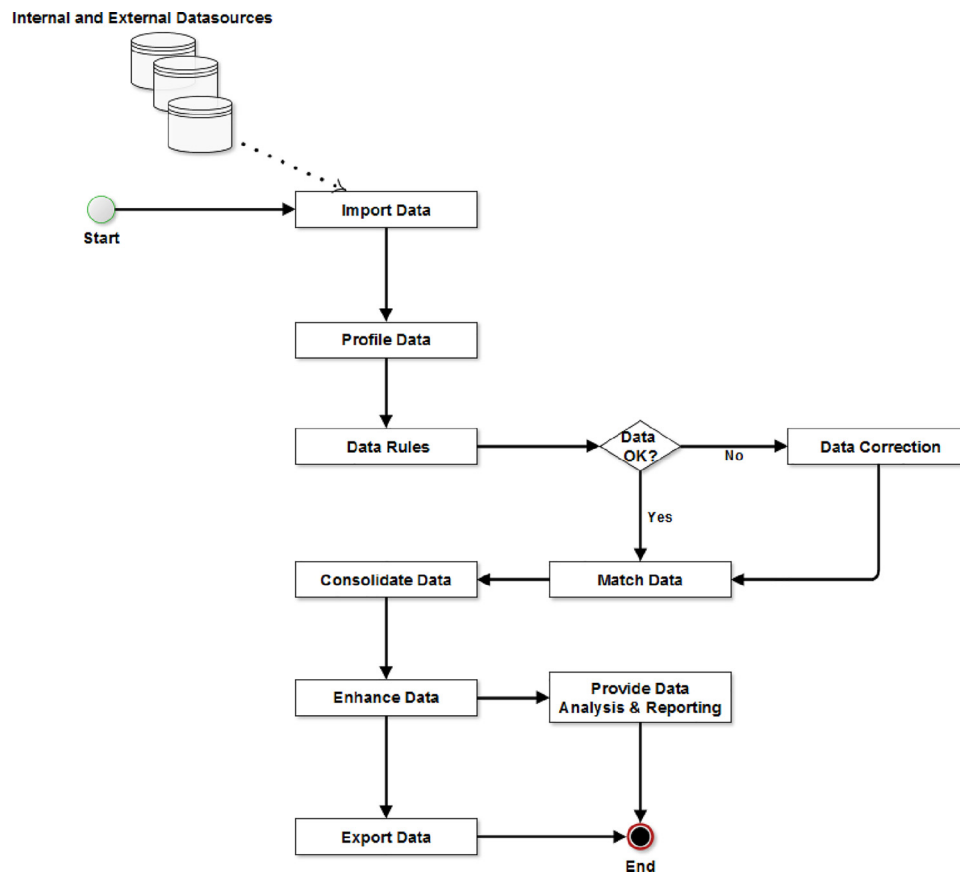 Internal and External Datasources
Import Data
Start
Profile Data
Data Rules
Data
OK?
No
Data Correction
Yes
Consolidate Data
Match Data
Enhance Data
Provide Data
Analysis & Reporting
Export Data
End